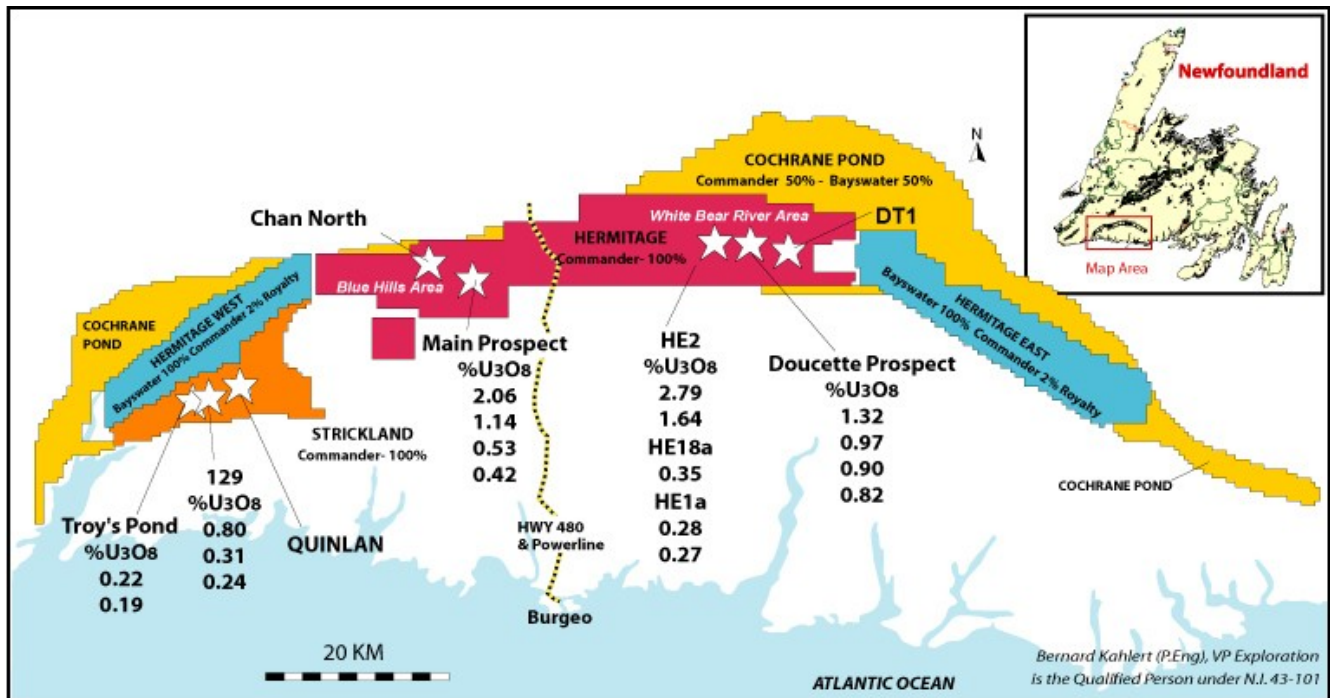 Newfoundland
Map Area
N
COCHRANE POND
Commander 50% - Bayswater 50%
White Bear River Area
DT1
Chan North
HERMITAGE
Commander- 100%
Blue Hills Area
COCHRANE
POND
HERMITAGE WEST
Bayswater 100% Commander 2% Royalty
HERMITAGE EAST
Bayswater 100% Commander 2% Royalty
Main Prospect
%U3O8
2.06
1.14
0.53
0.42
HE2
%U3O8
2.79
1.64
HE18a
0.35
HE1a
0.28
0.27
Doucette Prospect
%U3O8
1.32
0.97
0.90
0.82
STRICKLAND
Commander- 100%
COCHRANE POND
129
%U3O8
0.80
0.31
0.24
Troy's Pond
%U3O8
0.22
0.19
QUINLAN
HWY 480
& Powerline
Burgeo
20 KM
ATLANTIC OCEAN
Bernard Kahlert (P.Eng), VP Exploration
is the Qualified Person under N.I. 43-101